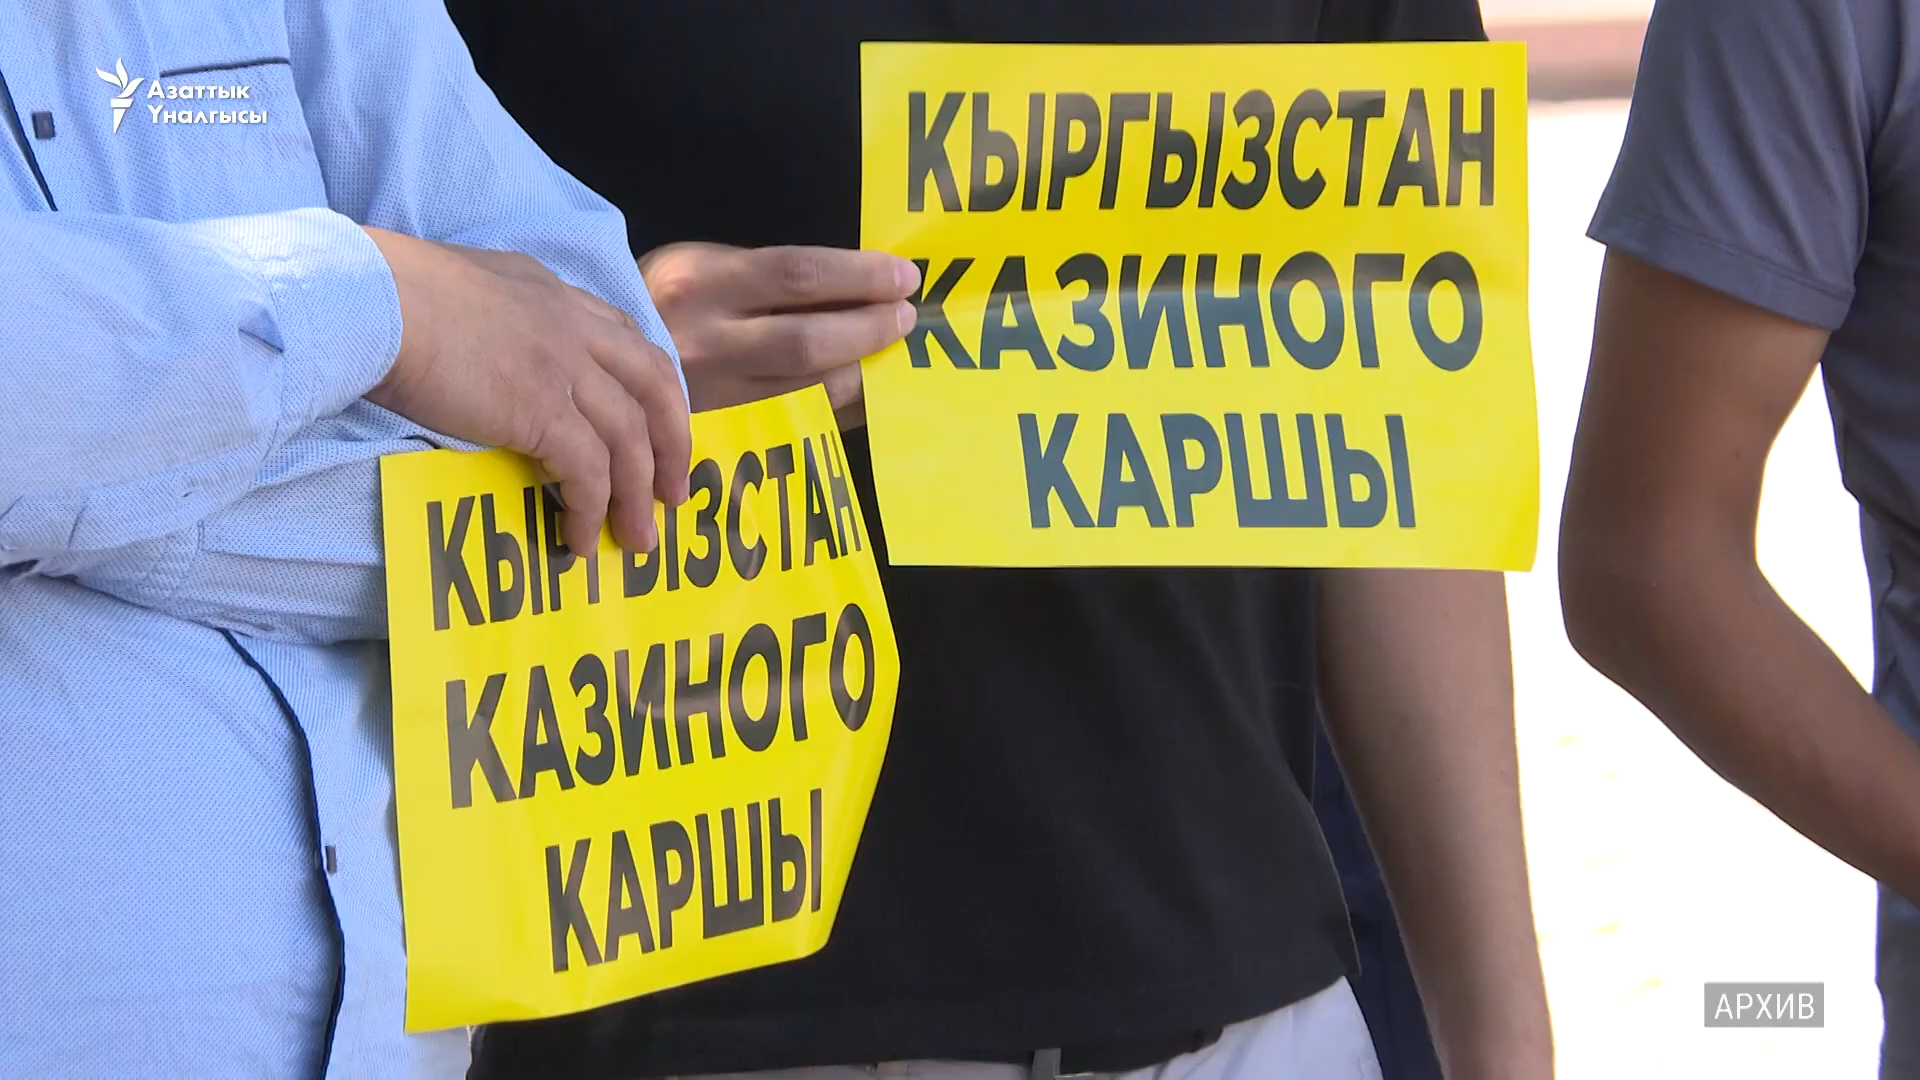 Азаттык
Үналгысы
КЫРГЫЗСТАН
КАЗИНОГО
КАРШЫ
КЫРГЫЗСТАН
КАЗИНОГО
КАРШЫ
АРХИВ